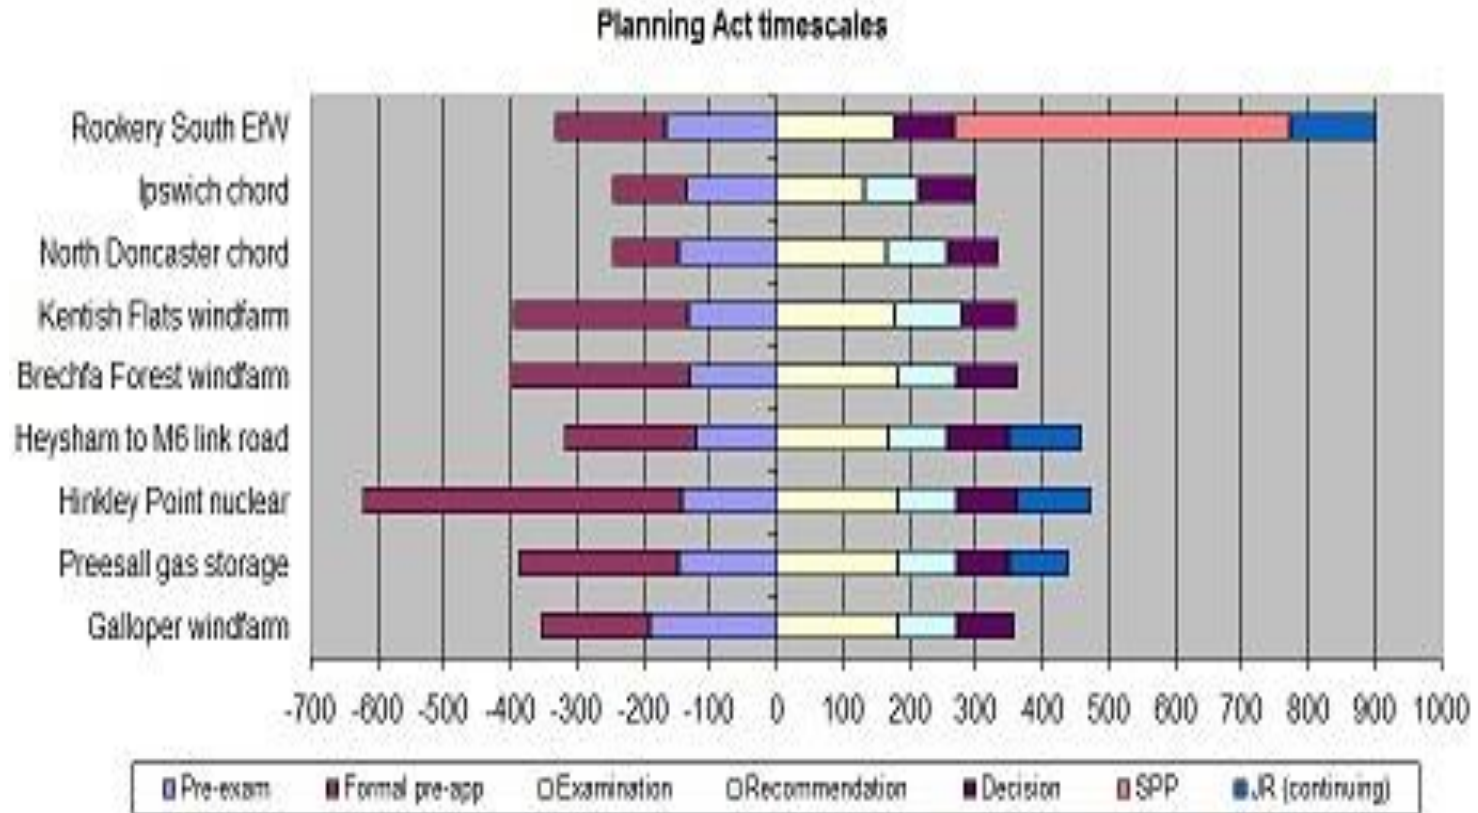 Planning Act timescales
Rookery South EfW
Ipswich chord
North Doncaster chord
Kentish Flats windfarm
Brechfa Forest windfarm
Heysham to M6 link road
Hinkley Point nuclear
Preesall gas storage
Galloper windfarm
-700 -600 -500 -400 -300 -200 -100 0 100 200 300 400 500 600 700 800 900 1000
Pre-exam Formal pre-app Examination Recommendation Decision SPP JR (continuing)